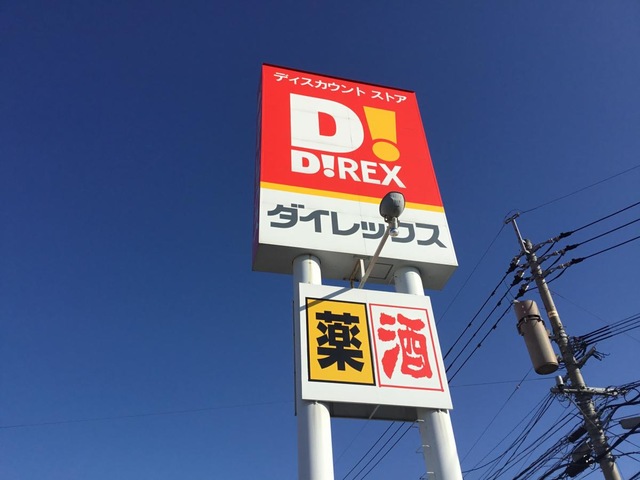 ディスカウント ストア
D!
D!REX
ダイレックス
薬 酒